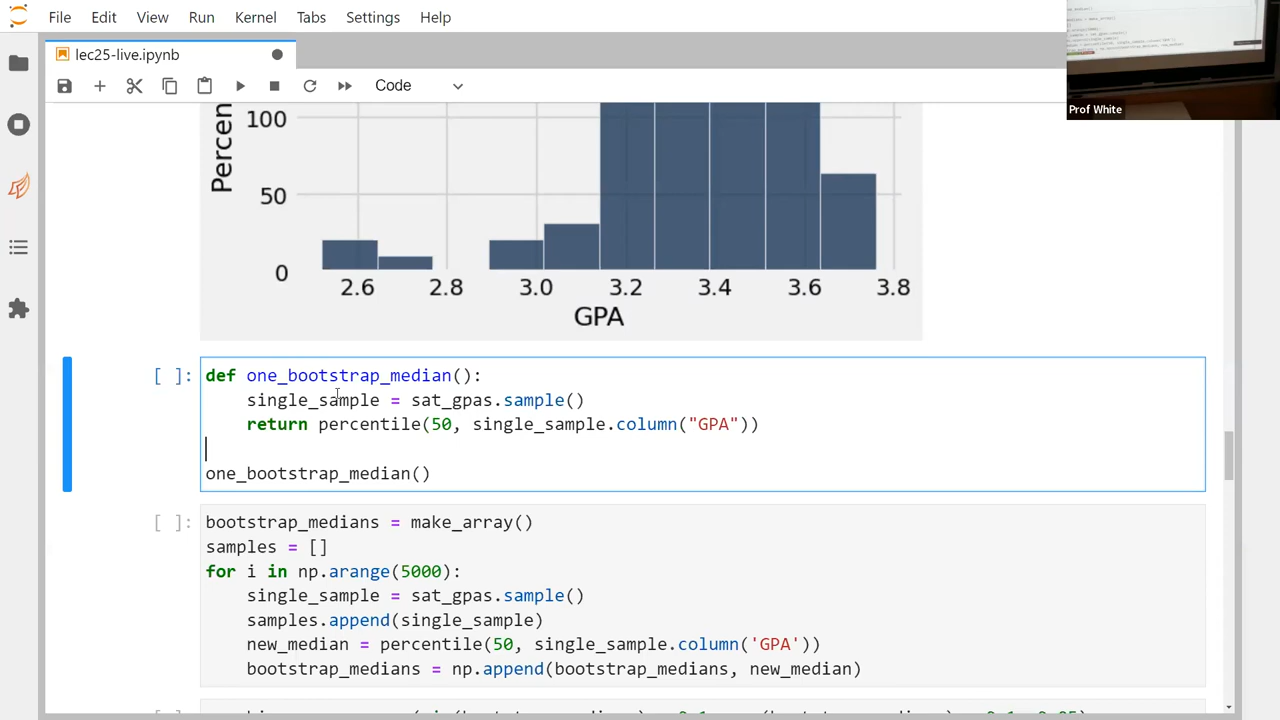 File Edit View Run Kernel Tabs Settings Help
lec25-live.ipynb
Code
Prof White
Percen
100
50
0
2.6 2.8 3.0 3.2 3.4 3.6 3.8
GPA
[ ]: def one_bootstrap_median():
single_sample = sat_gpas.sample()
return percentile(50, single_sample.column("GPA"))
one_bootstrap_median()
[ ]: bootstrap_medians = make_array()
samples = []
for i in np.arange(5000):
single_sample = sat_gpas.sample()
samples.append(single_sample)
new_median = percentile(50, single_sample.column('GPA'))
bootstrap_medians = np.append(bootstrap_medians, new_median)